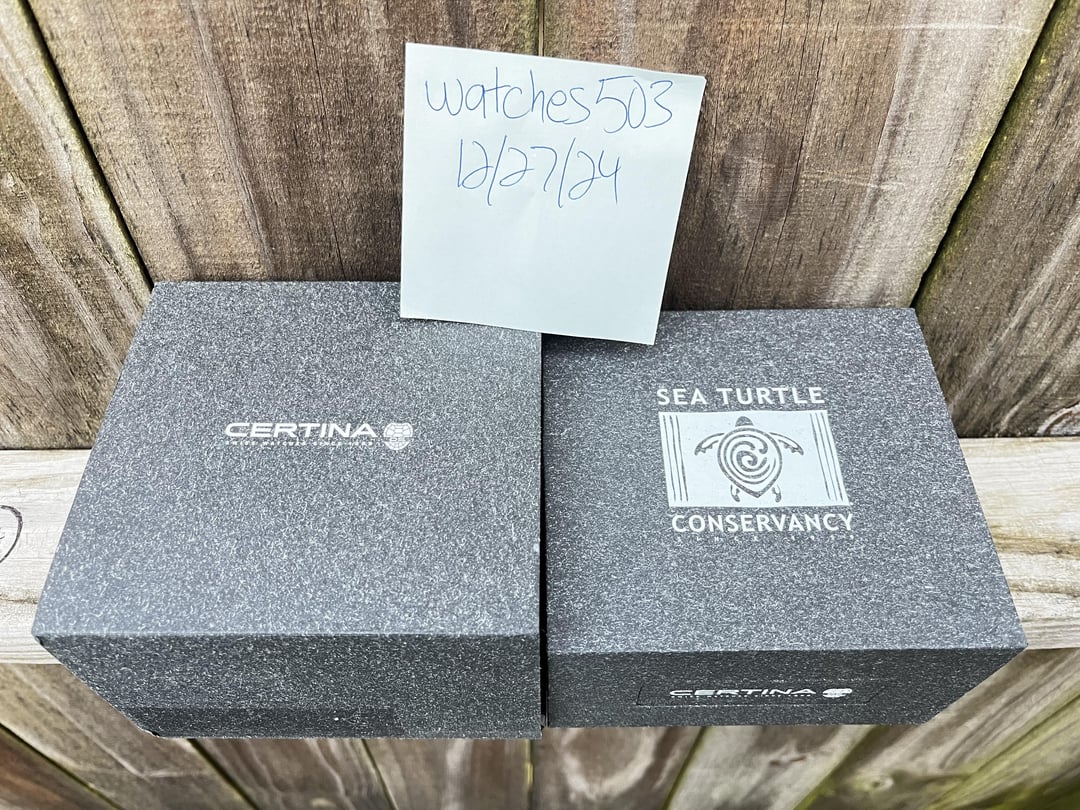 watches503
12/27/24
CERTINA
SEA TURTLE
CONSERVANCY
CERTINA